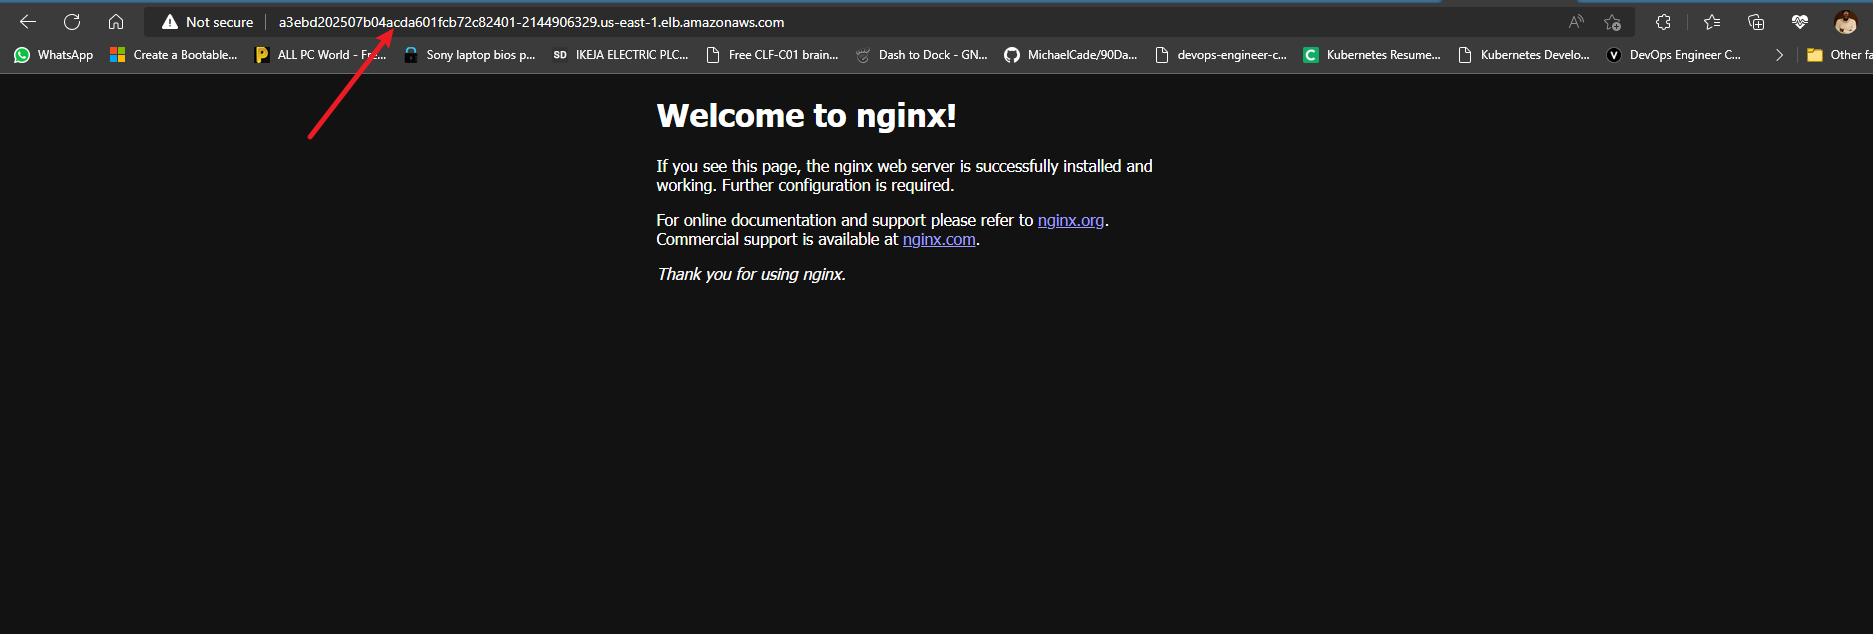 Not secure
a3ebd202507b04acda601fcb72c82401-2144906329.us-east-1.elb.amazonaws.com
WhatsApp
Create a Bootable...
ALL PC World - Fre...
Sony laptop bios p...
SD
IKEJA ELECTRIC PLC...
Free CLF-C01 brain...
Dash to Dock - GN...
MichaelCade/90Da...
devops-engineer-c...
C
Kubernetes Resume...
Kubernetes Develo...
V
DevOps Engineer C...
Other fa
Welcome to nginx!
If you see this page, the nginx web server is successfully installed and
working. Further configuration is required.
For online documentation and support please refer to nginx.org.
Commercial support is available at nginx.com.
Thank you for using nginx.